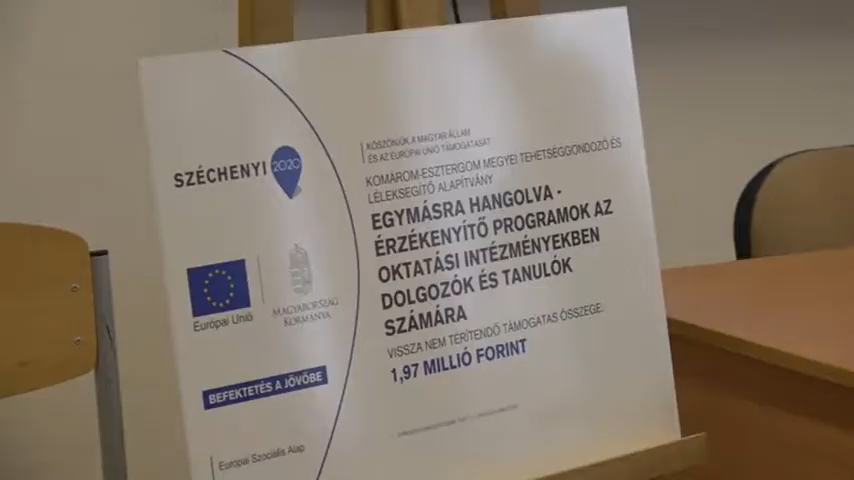 SZÉCHENYI 2020
Európai Unió
MAGYARORSZÁG
KORMÁNYA
BEFEKTETÉS A JÖVŐBE
Európai Szociális Alap
KÖSZÖNJÜK A MAGYAR ÁLLAM
ÉS AZ EURÓPAI UNIÓ TÁMOGATÁSÁT
KOMÁROM-ESZTERGOM MEGYEI TEHETSÉGGONDOZÓ ÉS
LÉLEKSEGÍTŐ ALAPÍTVÁNY
EGYMÁSRA HANGOLVA -
ÉRZÉKENYÍTŐ PROGRAMOK AZ
OKTATÁSI INTÉZMÉNYEKBEN
DOLGOZÓK ÉS TANULÓK
SZÁMÁRA
VISSZA NEM TÉRÍTENDŐ TÁMOGATÁS ÖSSZEGE:
1,97 MILLIÓ FORINT